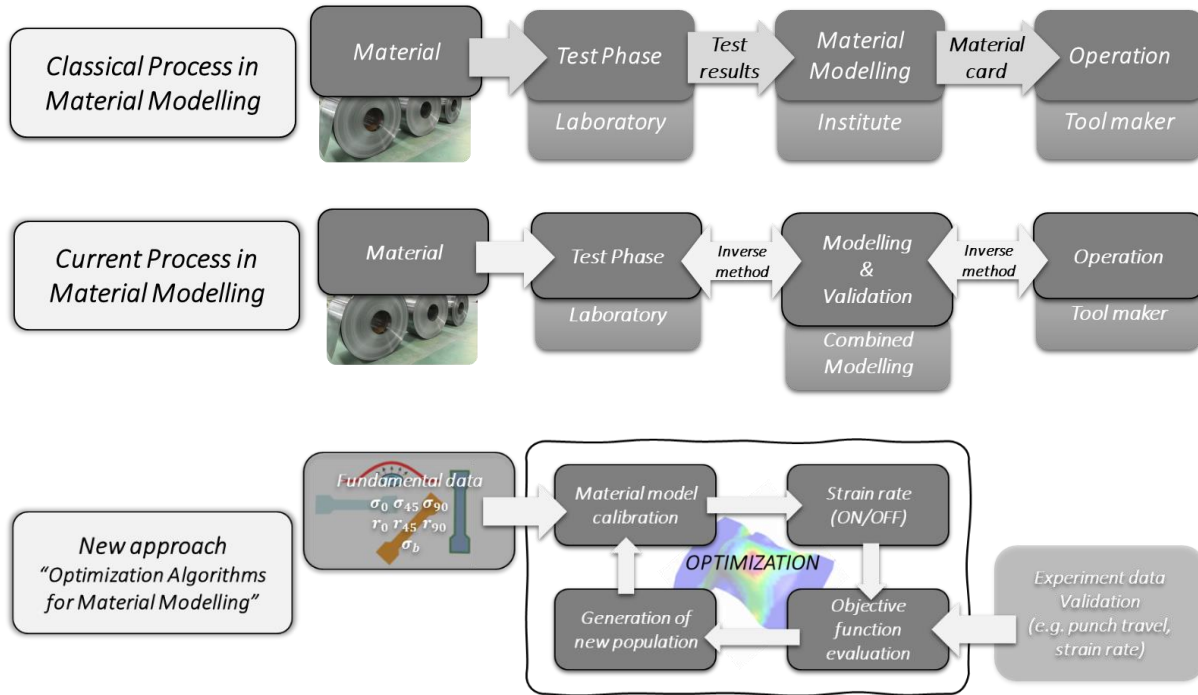 Classical Process in
Material Modelling
Material
Test Phase
Laboratory
Test
results
Material
Modelling
Institute
Material
card
Operation
Tool maker
Current Process in
Material Modelling
Material
Test Phase
Laboratory
Inverse
method
Modelling
&
Validation
Combined
Modelling
Inverse
method
Operation
Tool maker
New approach
“Optimization Algorithms
for Material Modelling”
Fundamental data
σ0 σ45 σ90
r0 r45 r90
σb
Material model
calibration
Strain rate
(ON/OFF)
OPTIMIZATION
Generation of
new population
Objective
function
evaluation
Experiment data
Validation
(e.g. punch travel,
strain rate)